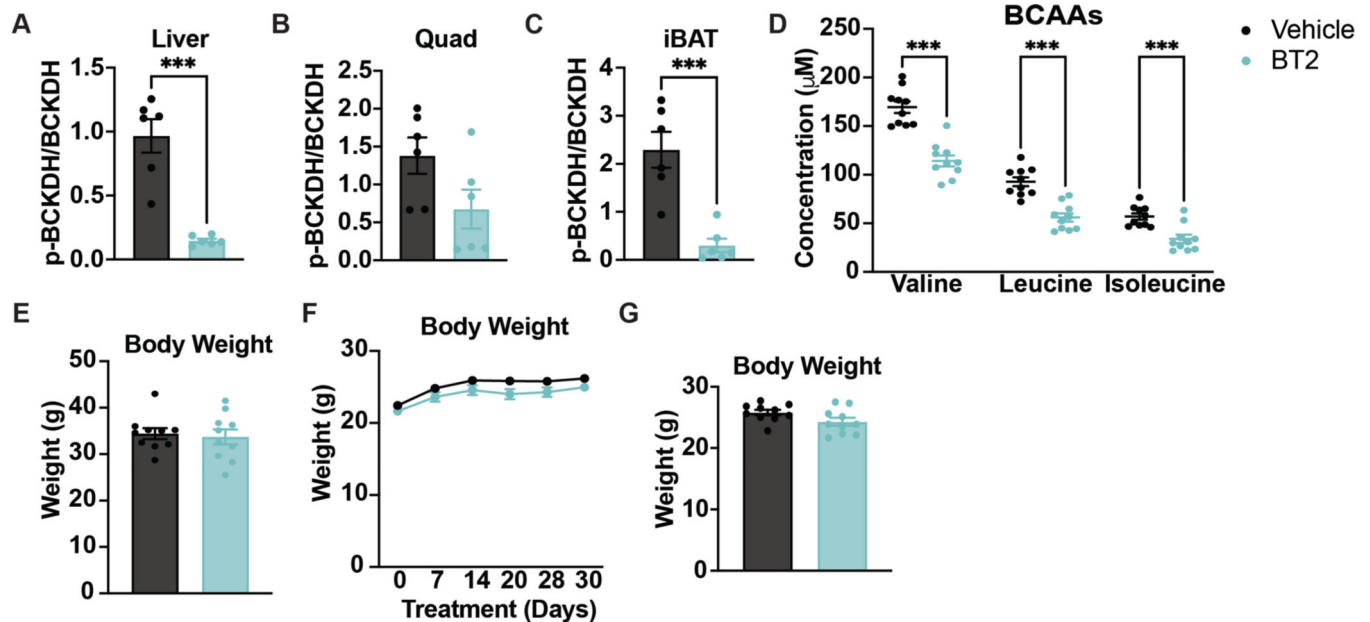 A
Liver
***
p-BCKDH/BCKDH
1.5
1.0
0.5
0.0
B
Quad
p-BCKDH/BCKDH
2.5
2.0
1.5
1.0
0.5
0.0
C
iBAT
***
p-BCKDH/BCKDH
4
3
2
1
0
D
BCAAs
*** *** ***
Concentration (μM)
250
200
150
100
50
0
Valine Leucine Isoleucine
Vehicle
BT2
E
Body Weight
Weight (g)
50
40
30
20
10
0
F
Body Weight
Weight (g)
30
20
10
0
0 7 14 20 28 30
Treatment (Days)
G
Body Weight
Weight (g)
30
20
10
0